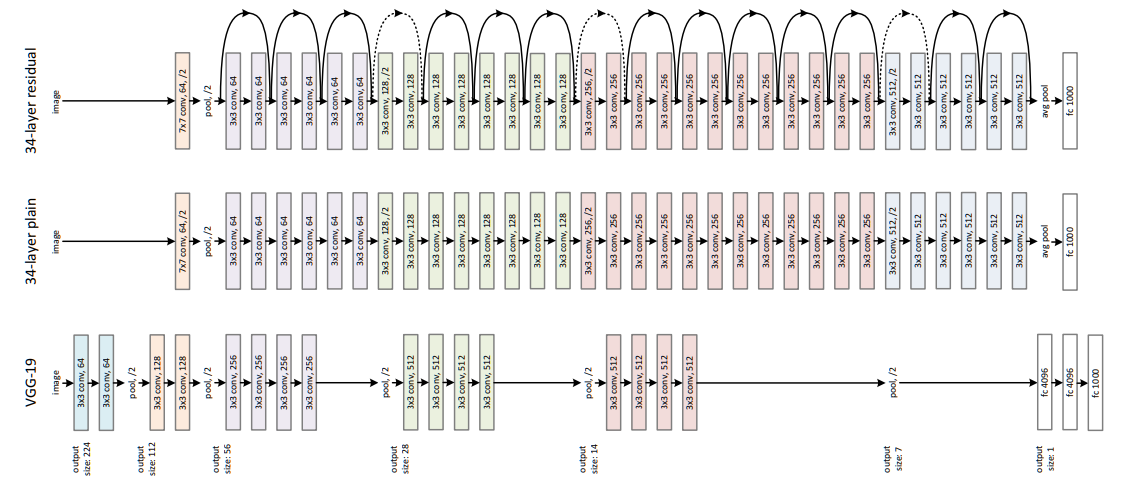 34-layer residual
image
7x7 conv, 64, /2
pool, /2
3x3 conv, 64
3x3 conv, 64
3x3 conv, 64
3x3 conv, 64
3x3 conv, 64
3x3 conv, 64
3x3 conv, 128, /2
3x3 conv, 128
3x3 conv, 128
3x3 conv, 128
3x3 conv, 128
3x3 conv, 128
3x3 conv, 128
3x3 conv, 128
3x3 conv, 256, /2
3x3 conv, 256
3x3 conv, 256
3x3 conv, 256
3x3 conv, 256
3x3 conv, 256
3x3 conv, 256
3x3 conv, 256
3x3 conv, 256
3x3 conv, 256
3x3 conv, 256
3x3 conv, 256
3x3 conv, 512, /2
3x3 conv, 512
3x3 conv, 512
3x3 conv, 512
3x3 conv, 512
3x3 conv, 512
avg pool
fc 1000
34-layer plain
image
7x7 conv, 64, /2
pool, /2
3x3 conv, 64
3x3 conv, 64
3x3 conv, 64
3x3 conv, 64
3x3 conv, 64
3x3 conv, 64
3x3 conv, 128, /2
3x3 conv, 128
3x3 conv, 128
3x3 conv, 128
3x3 conv, 128
3x3 conv, 128
3x3 conv, 128
3x3 conv, 128
3x3 conv, 256, /2
3x3 conv, 256
3x3 conv, 256
3x3 conv, 256
3x3 conv, 256
3x3 conv, 256
3x3 conv, 256
3x3 conv, 256
3x3 conv, 256
3x3 conv, 256
3x3 conv, 256
3x3 conv, 256
3x3 conv, 512, /2
3x3 conv, 512
3x3 conv, 512
3x3 conv, 512
3x3 conv, 512
3x3 conv, 512
avg pool
fc 1000
VGG-19
image
3x3 conv, 64
3x3 conv, 64
pool, /2
3x3 conv, 128
3x3 conv, 128
pool, /2
3x3 conv, 256
3x3 conv, 256
3x3 conv, 256
3x3 conv, 256
pool, /2
3x3 conv, 512
3x3 conv, 512
3x3 conv, 512
3x3 conv, 512
pool, /2
3x3 conv, 512
3x3 conv, 512
3x3 conv, 512
3x3 conv, 512
pool, /2
fc 4096
fc 4096
fc 1000
output
size: 224
output
size: 112
output
size: 56
output
size: 28
output
size: 14
output
size: 7
output
size: 1